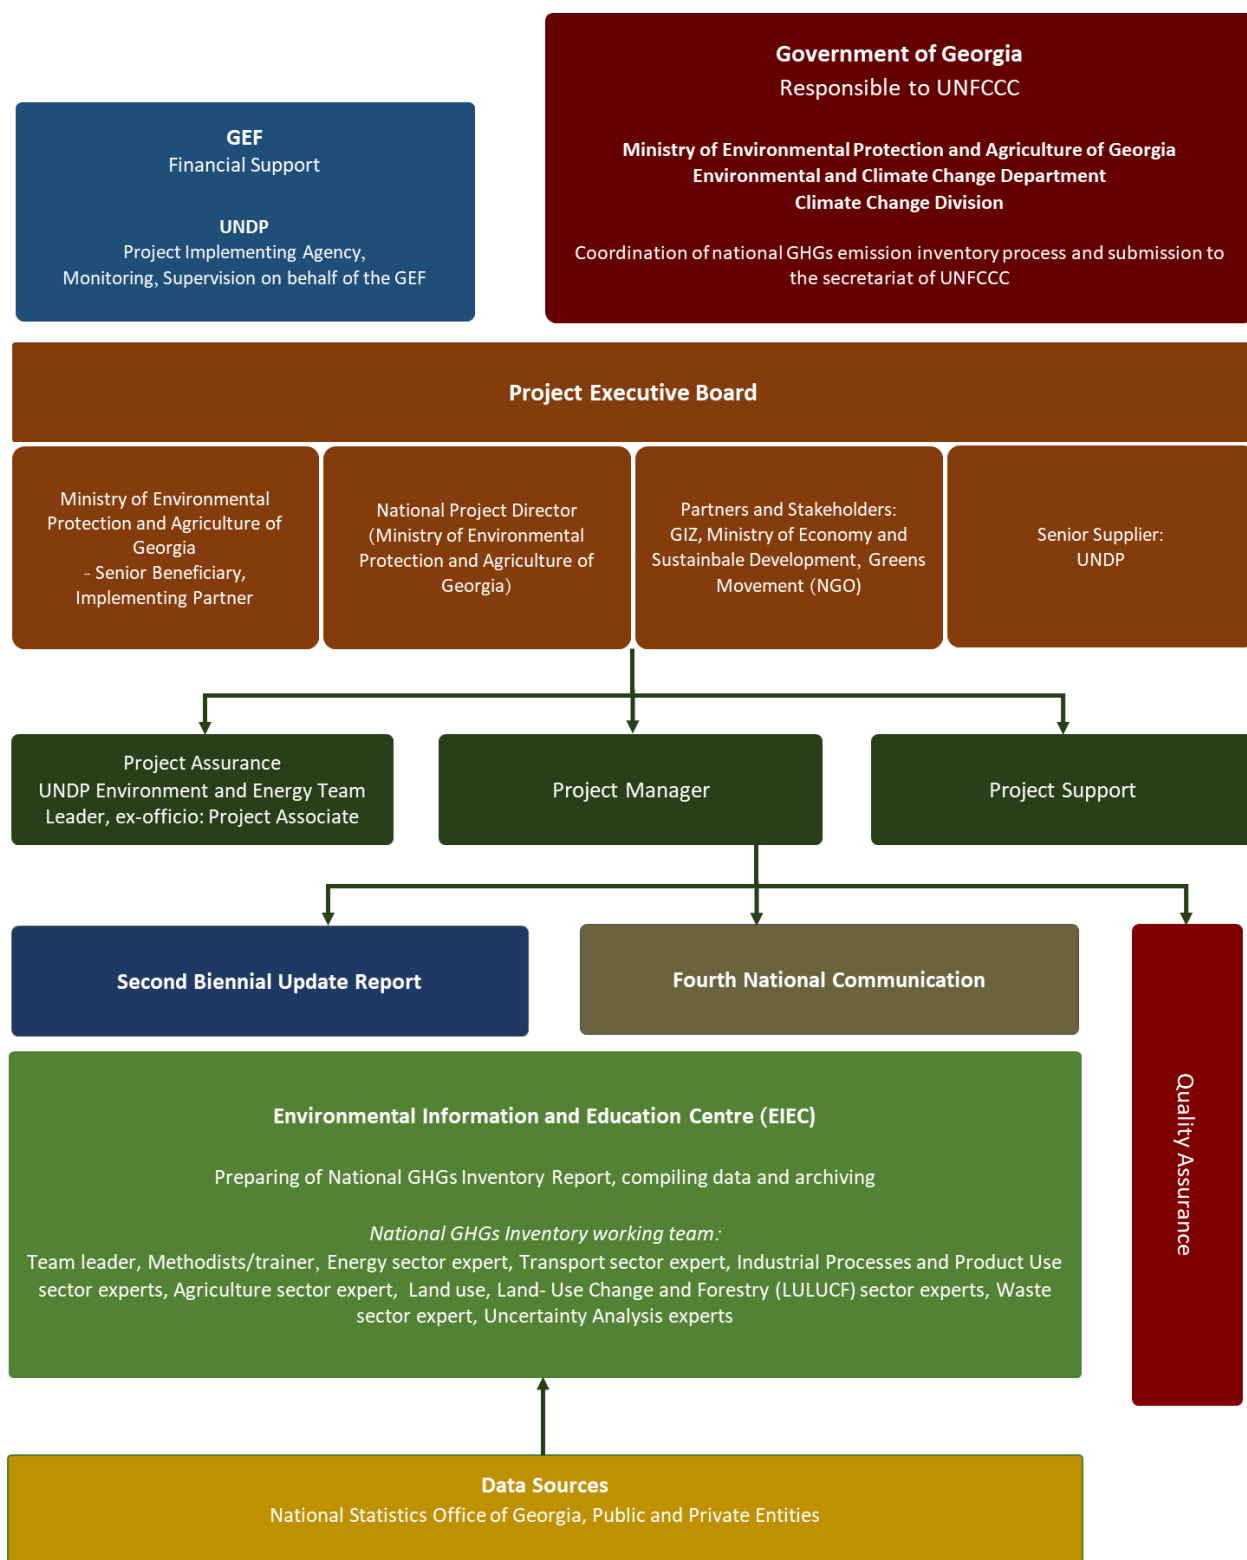 GEF
Financial Support
UNDP
Project Implementing Agency,
Monitoring, Supervision on behalf of the GEF
Government of Georgia
Responsible to UNFCCC
Ministry of Environmental Protection and Agriculture of Georgia
Environmental and Climate Change Department
Climate Change Division
Coordination of national GHGs emission inventory process and submission to
the secretariat of UNFCCC
Project Executive Board
Ministry of Environmental
Protection and Agriculture of
Georgia
- Senior Beneficiary,
Implementing Partner
National Project Director
(Ministry of Environmental
Protection and Agriculture of
Georgia)
Partners and Stakeholders:
GIZ, Ministry of Economy and
Sustainbale Development, Greens
Movement (NGO)
Senior Supplier:
UNDP
Project Assurance
UNDP Environment and Energy Team
Leader, ex-officio: Project Associate
Project Manager
Project Support
Second Biennial Update Report
Fourth National Communication
Quality Assurance
Environmental Information and Education Centre (EIEC)
Preparing of National GHGs Inventory Report, compiling data and archiving
National GHGs Inventory working team:
Team leader, Methodists/trainer, Energy sector expert, Transport sector expert, Industrial Processes and Product Use
sector experts, Agriculture sector expert, Land use, Land- Use Change and Forestry (LULUCF) sector experts, Waste
sector expert, Uncertainty Analysis experts
Data Sources
National Statistics Office of Georgia, Public and Private Entities